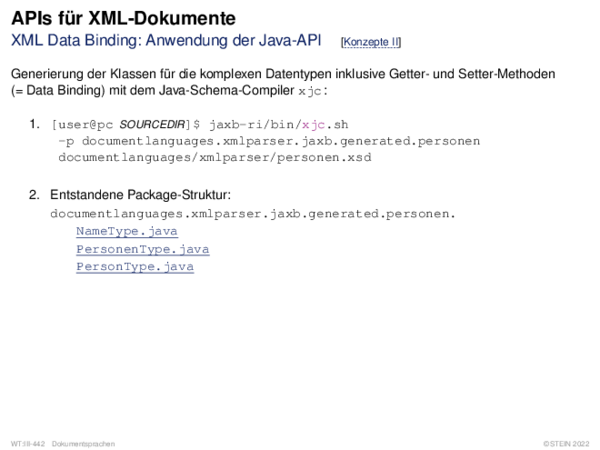 APIs für XML-Dokumente
XML Data Binding: Anwendung der Java-API [Konzepte II]
Generierung der Klassen für die komplexen Datentypen inklusive Getter- und Setter-Methoden
(= Data Binding) mit dem Java-Schema-Compiler xjc:
1. [user@pc SOURCEDIR]$ jaxb-ri/bin/xjc.sh
-p documentlanguages.xmlparser.jaxb.generated.personen
documentlanguages/xmlparser/personen.xsd
2. Entstandene Package-Struktur:
documentlanguages.xmlparser.jaxb.generated.personen.
NameType.java
PersonenType.java
PersonType.java
WT:III-442 Dokumentsprachen ©STEIN 2022